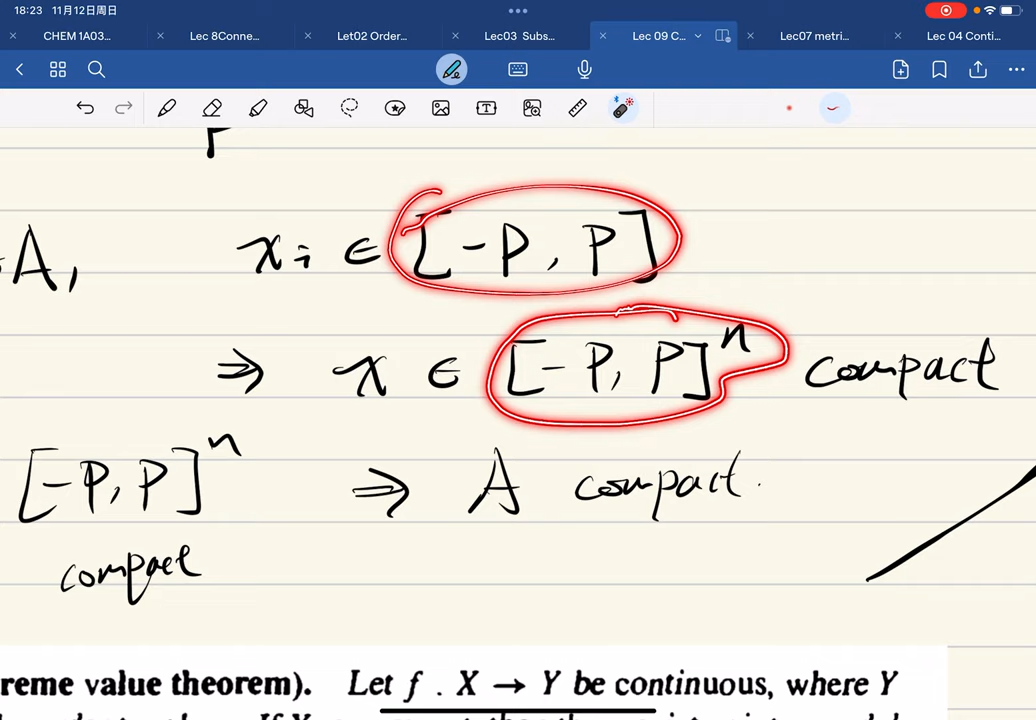 18:23 11月12日周日
CHEM 1A03... Lec 8Conne... Let02 Order... Lec03 Subs... Lec 09 C... Lec07 metri... Lec 04 Conti...
A, xi ∈ [-P, P]
⇒ x ∈ [-P, P]^n compact
[-P, P]^n ⇒ A compact.
compact
reme value theorem). Let f . X → Y be continuous, where Y